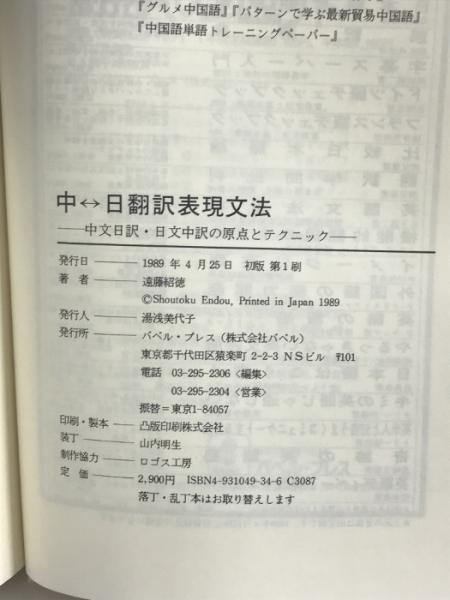 『グルメ中国語』『パターンで学ぶ最新貿易中国語』
『中国語単語トレーニングペーパー』
中↔日翻訳表現文法
──中文日訳・日文中訳の原点とテクニック──
発行日──── 1989 年 4 月 25 日 初版 第 1 刷
著 者──── 遠藤紹徳
©Shoutoku Endou, Printed in Japan 1989
発行人──── 湯浅美代子
発行所──── バベル・プレス（株式会社バベル）
東京都千代田区猿楽町 2-2-3 NSビル 〒101
電話 03-295-2306〈編集〉
03-295-2304〈営業〉
振替＝東京1-84057
印刷・製本── 凸版印刷株式会社
装丁──── 山内明生
制作協力─── ロゴス工房
定 価──── 2,900円 ISBN4-931049-34-6 C3087
落丁・乱丁本はお取り替えします